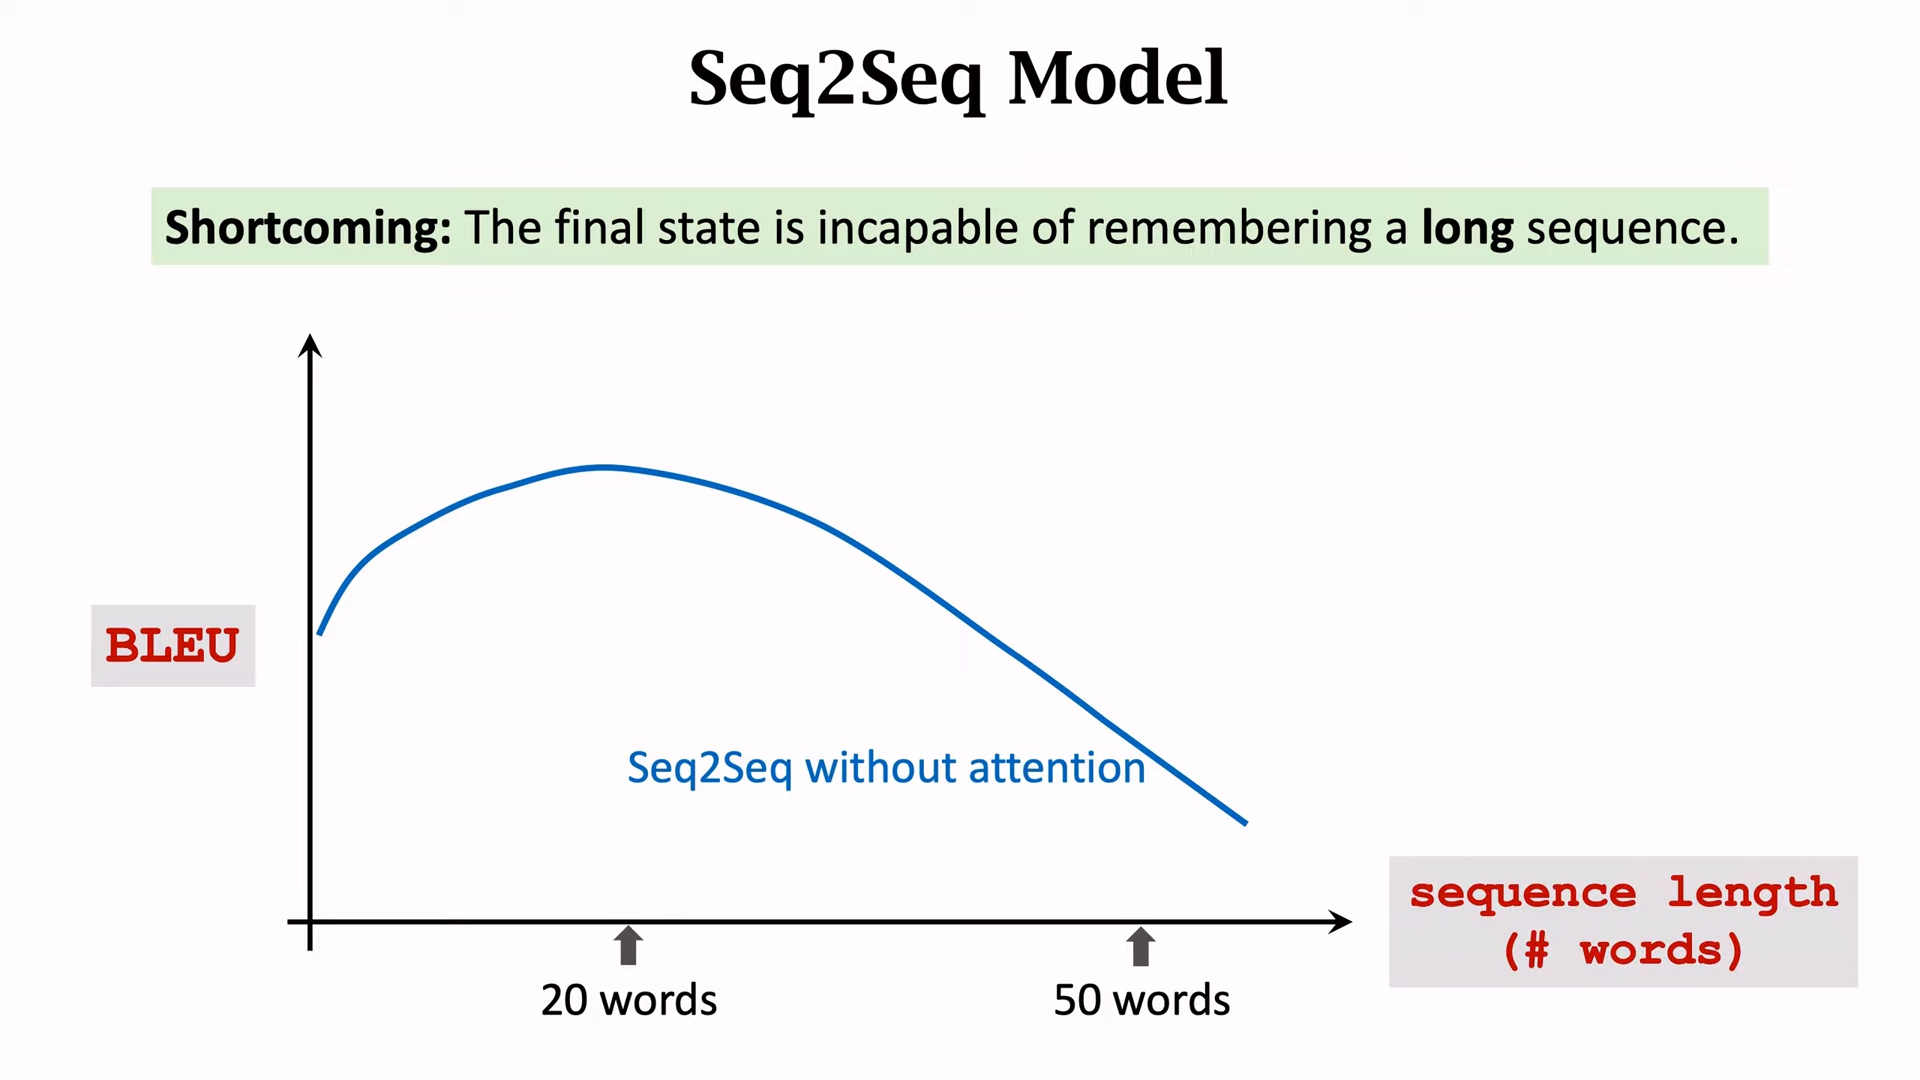 Seq2Seq Model
Shortcoming: The final state is incapable of remembering a long sequence.
BLEU
Seq2Seq without attention
sequence length
(# words)
20 words
50 words